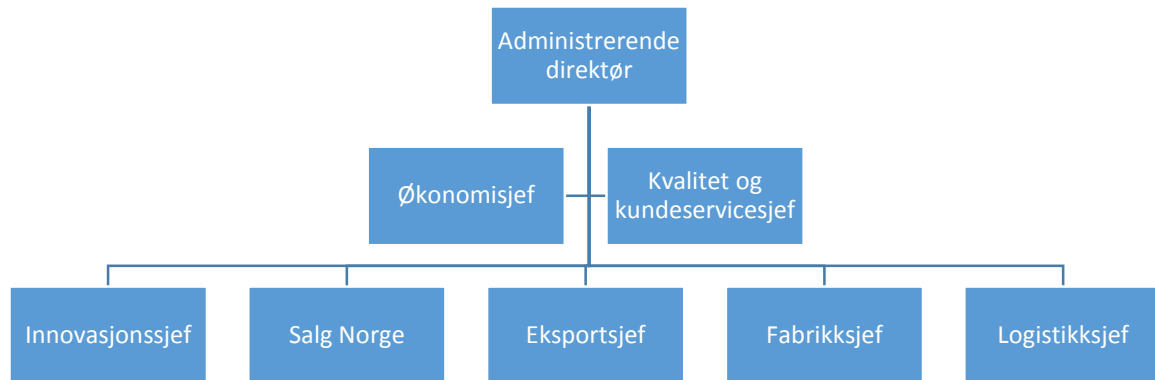 Administrerende
direktør
Økonomisjef
Kvalitet og
kundeservicesjef
Innovasjonssjef
Salg Norge
Eksportsjef
Fabrikksjef
Logistikksjef